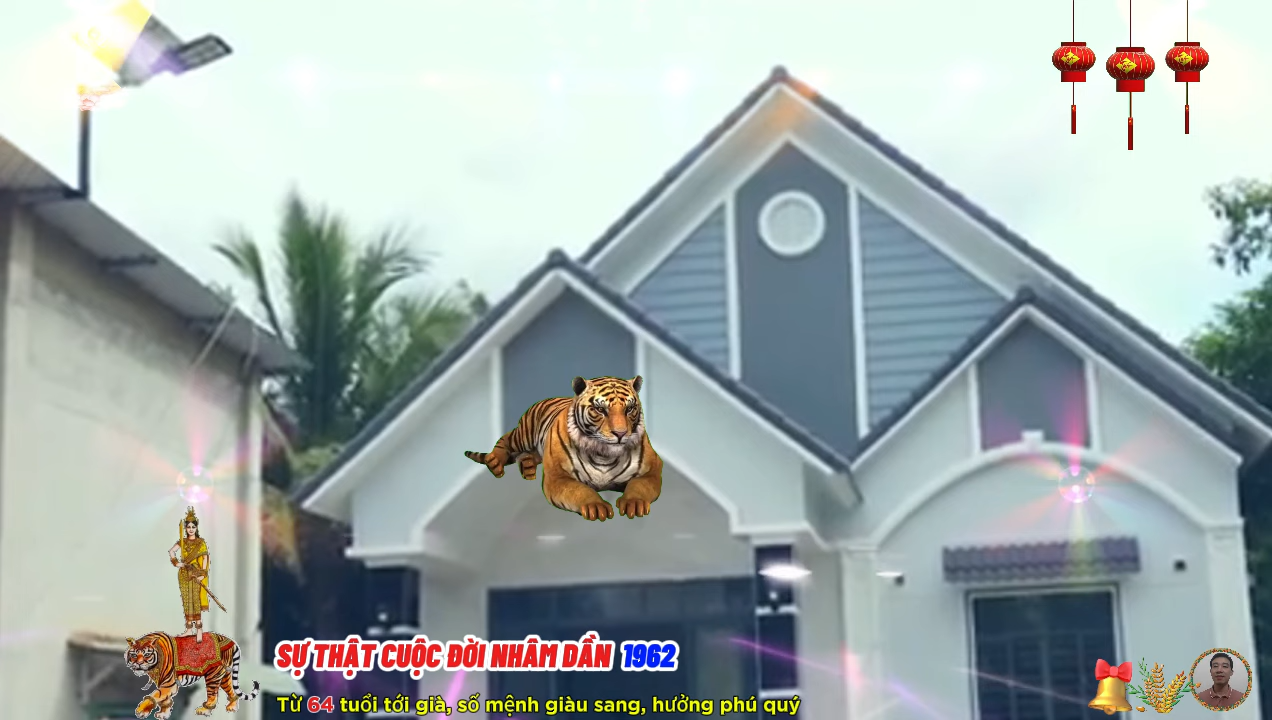 SỰ THẬT CUỘC ĐỜI NHÂM DẦN 1962
Từ 64 tuổi tới già, số mệnh giàu sang, hưởng phú quý